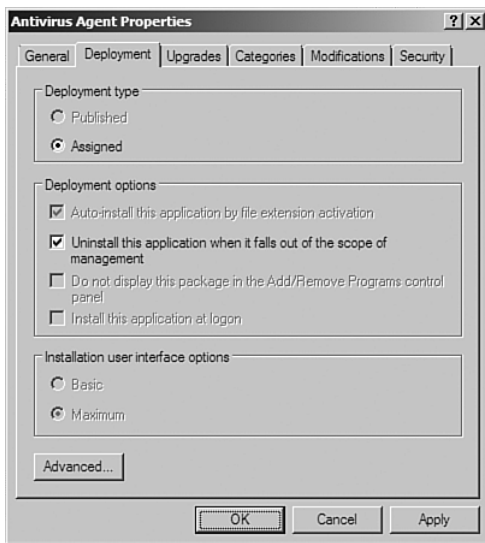 Antivirus Agent Properties
General Deployment Upgrades Categories Modifications Security
Deployment type
Published
Assigned
Deployment options
Auto-install this application by file extension activation
Uninstall this application when it falls out of the scope of
management
Do not display this package in the Add/Remove Programs control
panel
Install this application at logon
Installation user interface options
Basic
Maximum
Advanced...
OK Cancel Apply